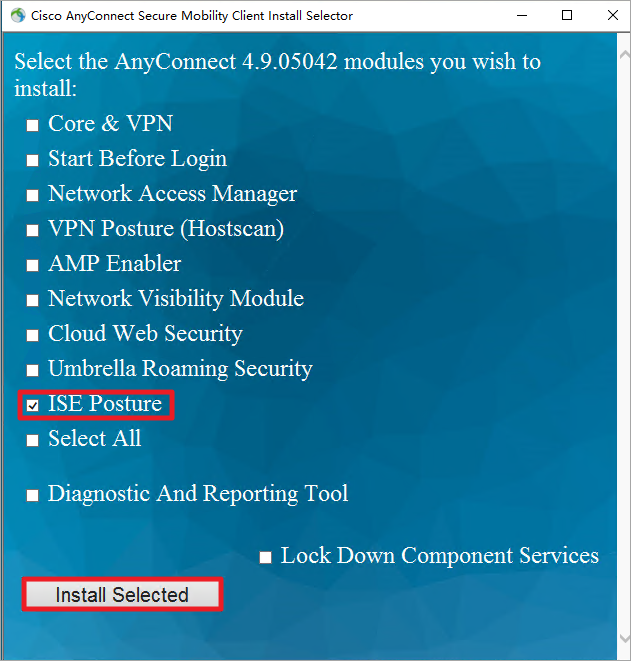 Cisco AnyConnect Secure Mobility Client Install Selector
Select the AnyConnect 4.9.05042 modules you wish to
install:
Core & VPN
Start Before Login
Network Access Manager
VPN Posture (Hostscan)
AMP Enabler
Network Visibility Module
Cloud Web Security
Umbrella Roaming Security
ISE Posture
Select All
Diagnostic And Reporting Tool
Lock Down Component Services
Install Selected